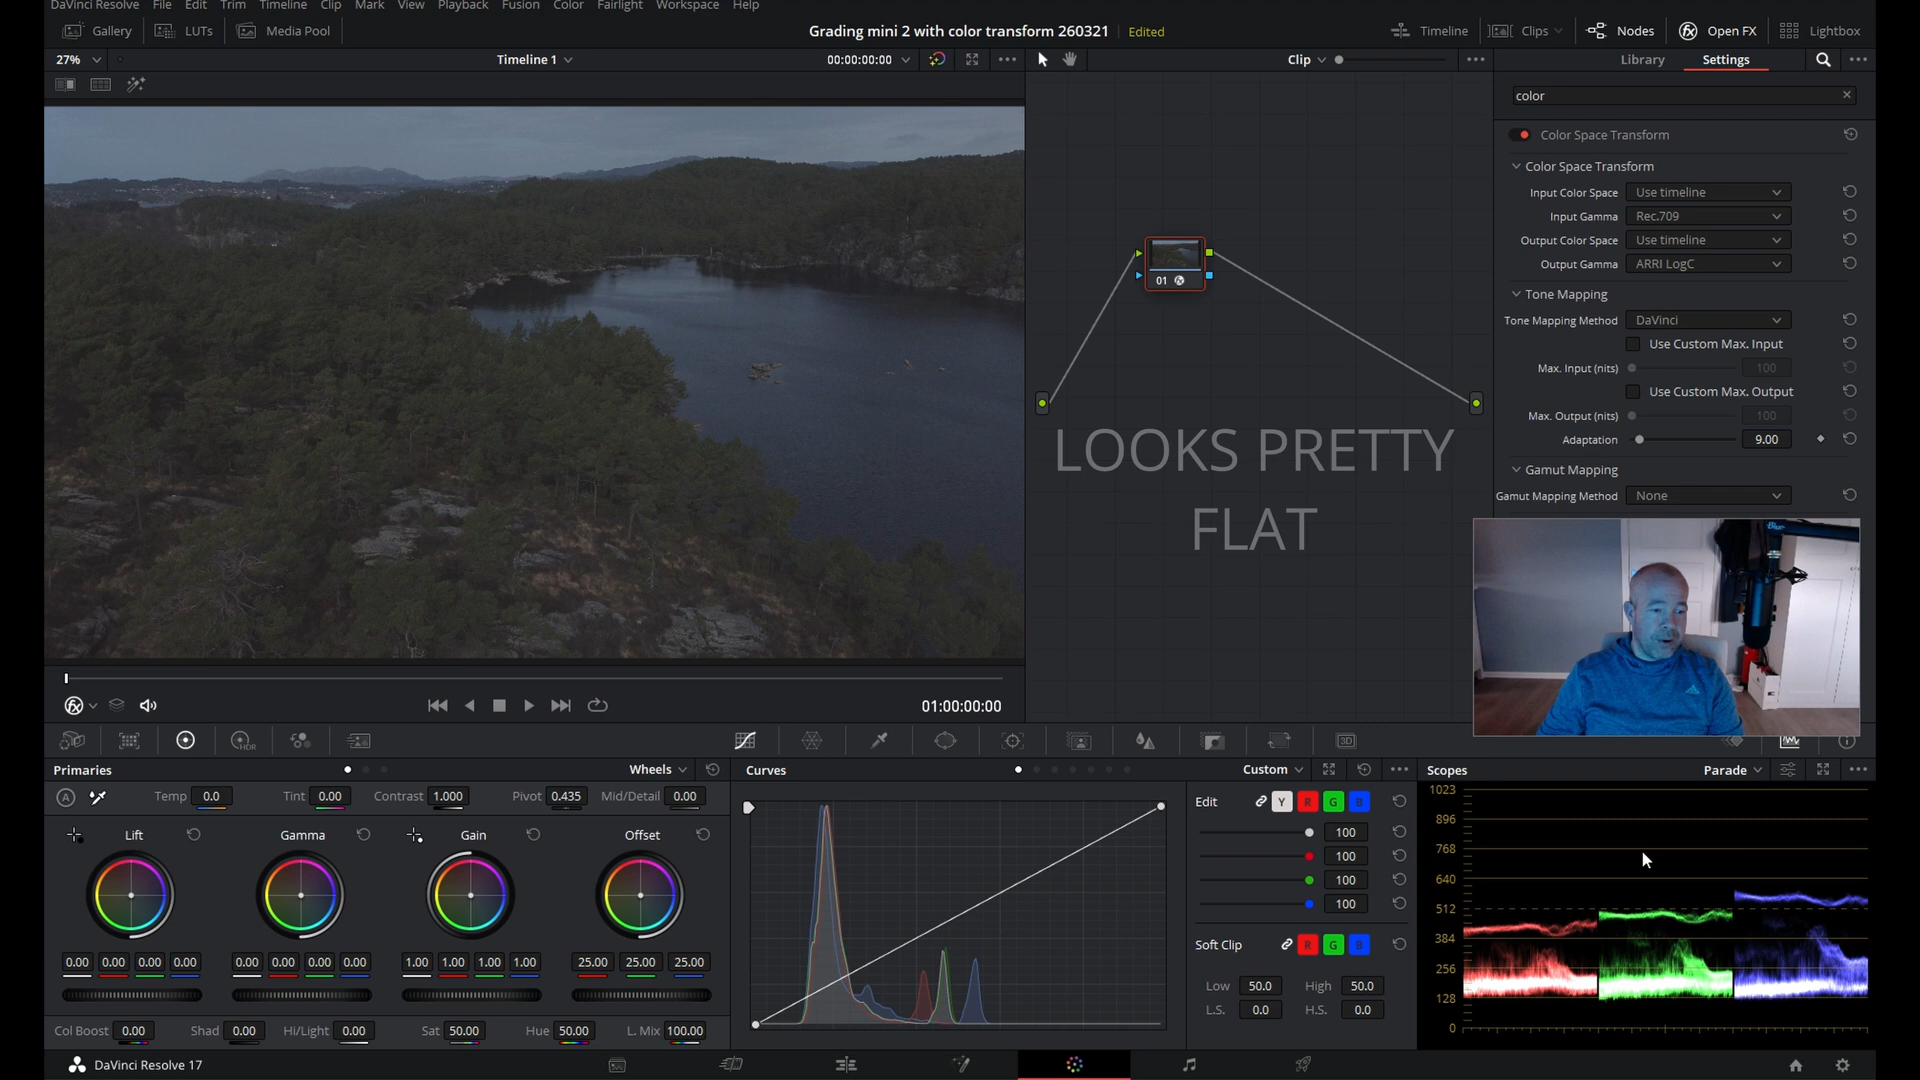 DaVinci Resolve File Edit Trim Timeline Clip Mark View Playback Fusion Color Fairlight Workspace Help
Gallery LUTs Media Pool Grading mini 2 with color transform 260321 Edited Timeline Clips Nodes Open FX Lightbox
27% Timeline 1 00:00:00:00 Clip Library Settings
color
Color Space Transform
Color Space Transform
Input Color Space Use timeline
Input Gamma Rec.709
Output Color Space Use timeline
Output Gamma ARRI LogC
Tone Mapping
Tone Mapping Method DaVinci
Use Custom Max. Input
Max. Input (nits) 100
Use Custom Max. Output
Max. Output (nits) 100
Adaptation 9.00
Gamut Mapping
Gamut Mapping Method None
01
LOOKS PRETTY
FLAT
01:00:00:00
HDR 3D
Primaries Wheels
A Temp 0.0 Tint 0.00 Contrast 1.000 Pivot 0.435 Mid/Detail 0.00
Lift Gamma Gain Offset
0.00 0.00 0.00 0.00 0.00 0.00 0.00 0.00 1.00 1.00 1.00 1.00 25.00 25.00 25.00
Col Boost 0.00 Shad 0.00 Hi/Light 0.00 Sat 50.00 Hue 50.00 L. Mix 100.00
Curves Custom
Edit Y R G B
100
100
100
100
Soft Clip R G B
Low 50.0 High 50.0
L.S. 0.0 H.S. 0.0
Scopes Parade
1023
896
768
640
512
384
256
128
0
DaVinci Resolve 17